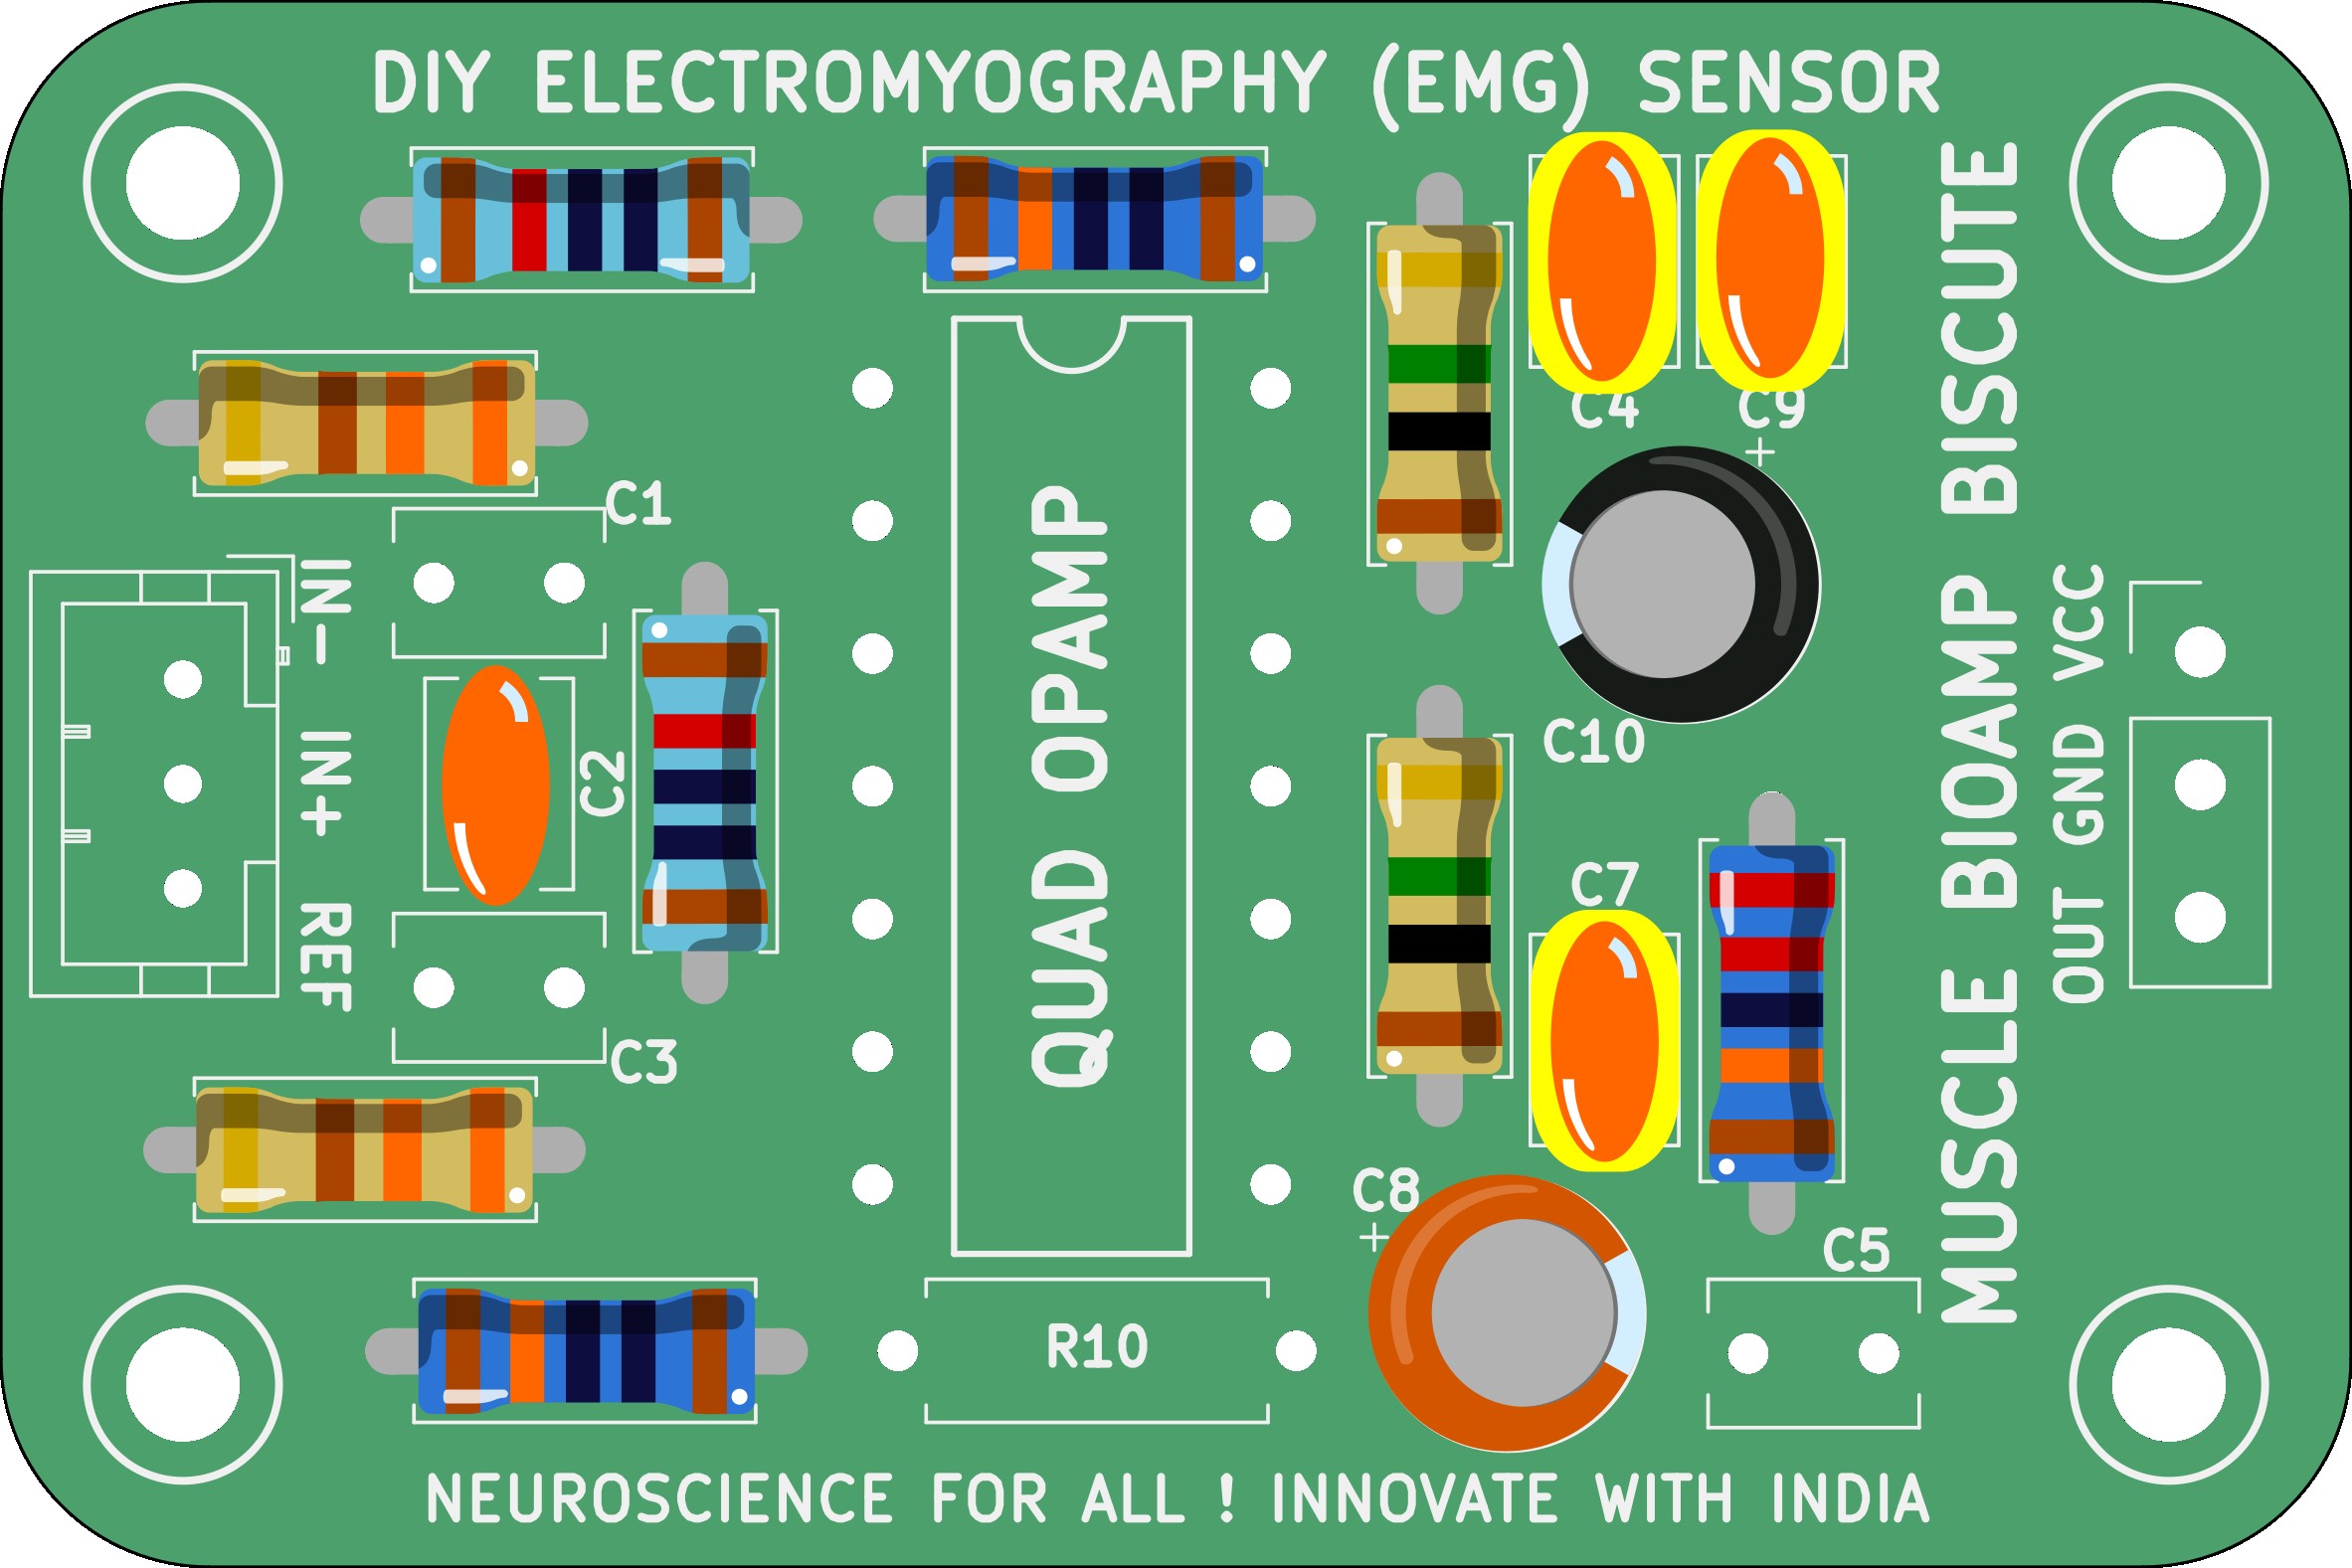 DIY ELECTROMYOGRAPHY (EMG) SENSOR
C4
C9
+
C1
IN-
IN+
REF
C2
C3
QUAD OPAMP
C10
C7
C8
+
C5
R10
MUSCLE BIOAMP BISCUTE
VCC
GND
OUT
NEUROSCIENCE FOR ALL ! INNOVATE WITH INDIA